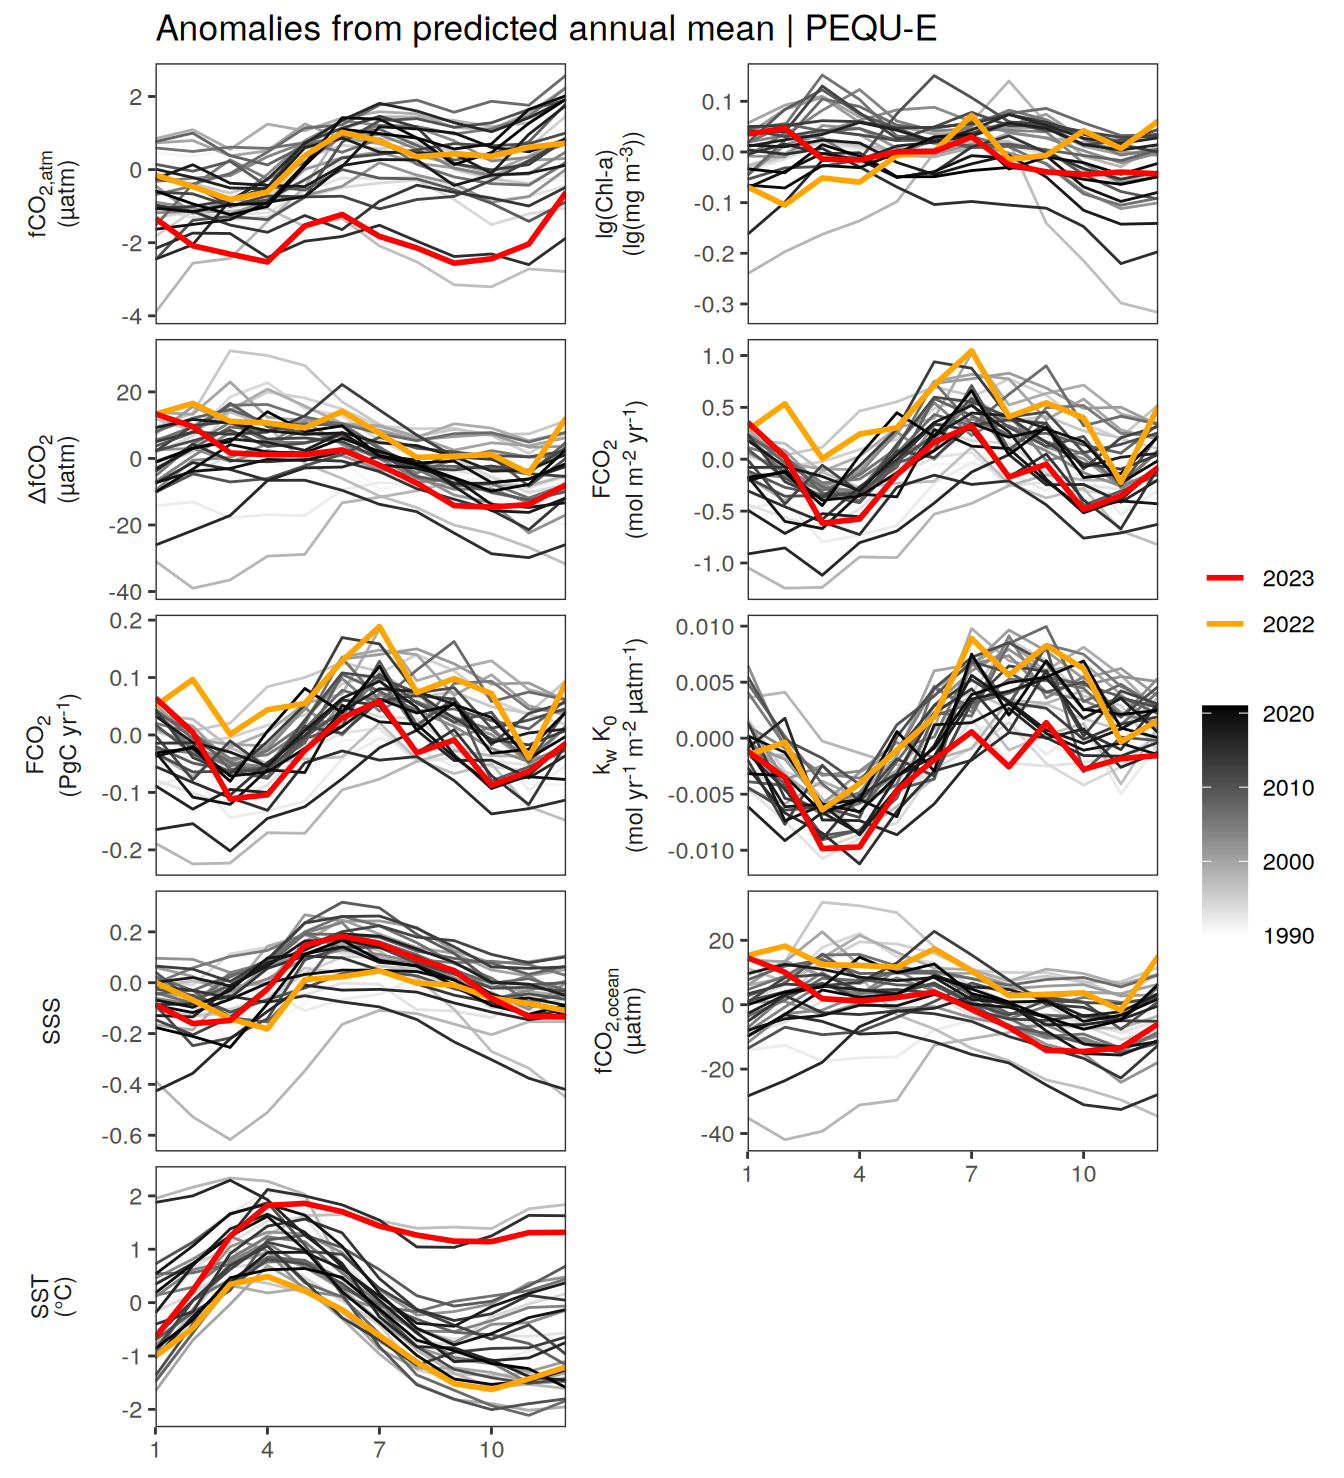 Anomalies from predicted annual mean | PEQU-E
fCO2,atm
(µatm)
2
0
-2
-4
lg(Chl-a)
(lg(mg m-3))
0.1
0.0
-0.1
-0.2
-0.3
ΔfCO2
(µatm)
20
0
-20
-40
FCO2
(mol m-2 yr-1)
1.0
0.5
0.0
-0.5
-1.0
FCO2
(PgC yr-1)
0.2
0.1
0.0
-0.1
-0.2
kw K0
(mol yr-1 m-2 µatm-1)
0.010
0.005
0.000
-0.005
-0.010
SSS
0.2
0.0
-0.2
-0.4
-0.6
fCO2,ocean
(µatm)
20
0
-20
-40
1 4 7 10
SST
(°C)
2
1
0
-1
-2
1 4 7 10
2023
2022
2020
2010
2000
1990